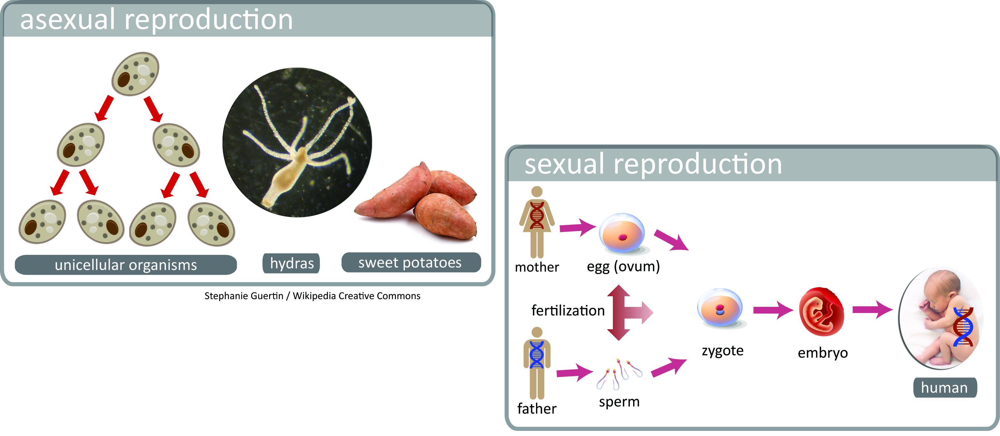 asexual reproduction
unicellular organisms
hydras
sweet potatoes
Stephanie Guertin / Wikipedia Creative Commons
sexual reproduction
mother
egg (ovum)
fertilization
father
sperm
zygote
embryo
human